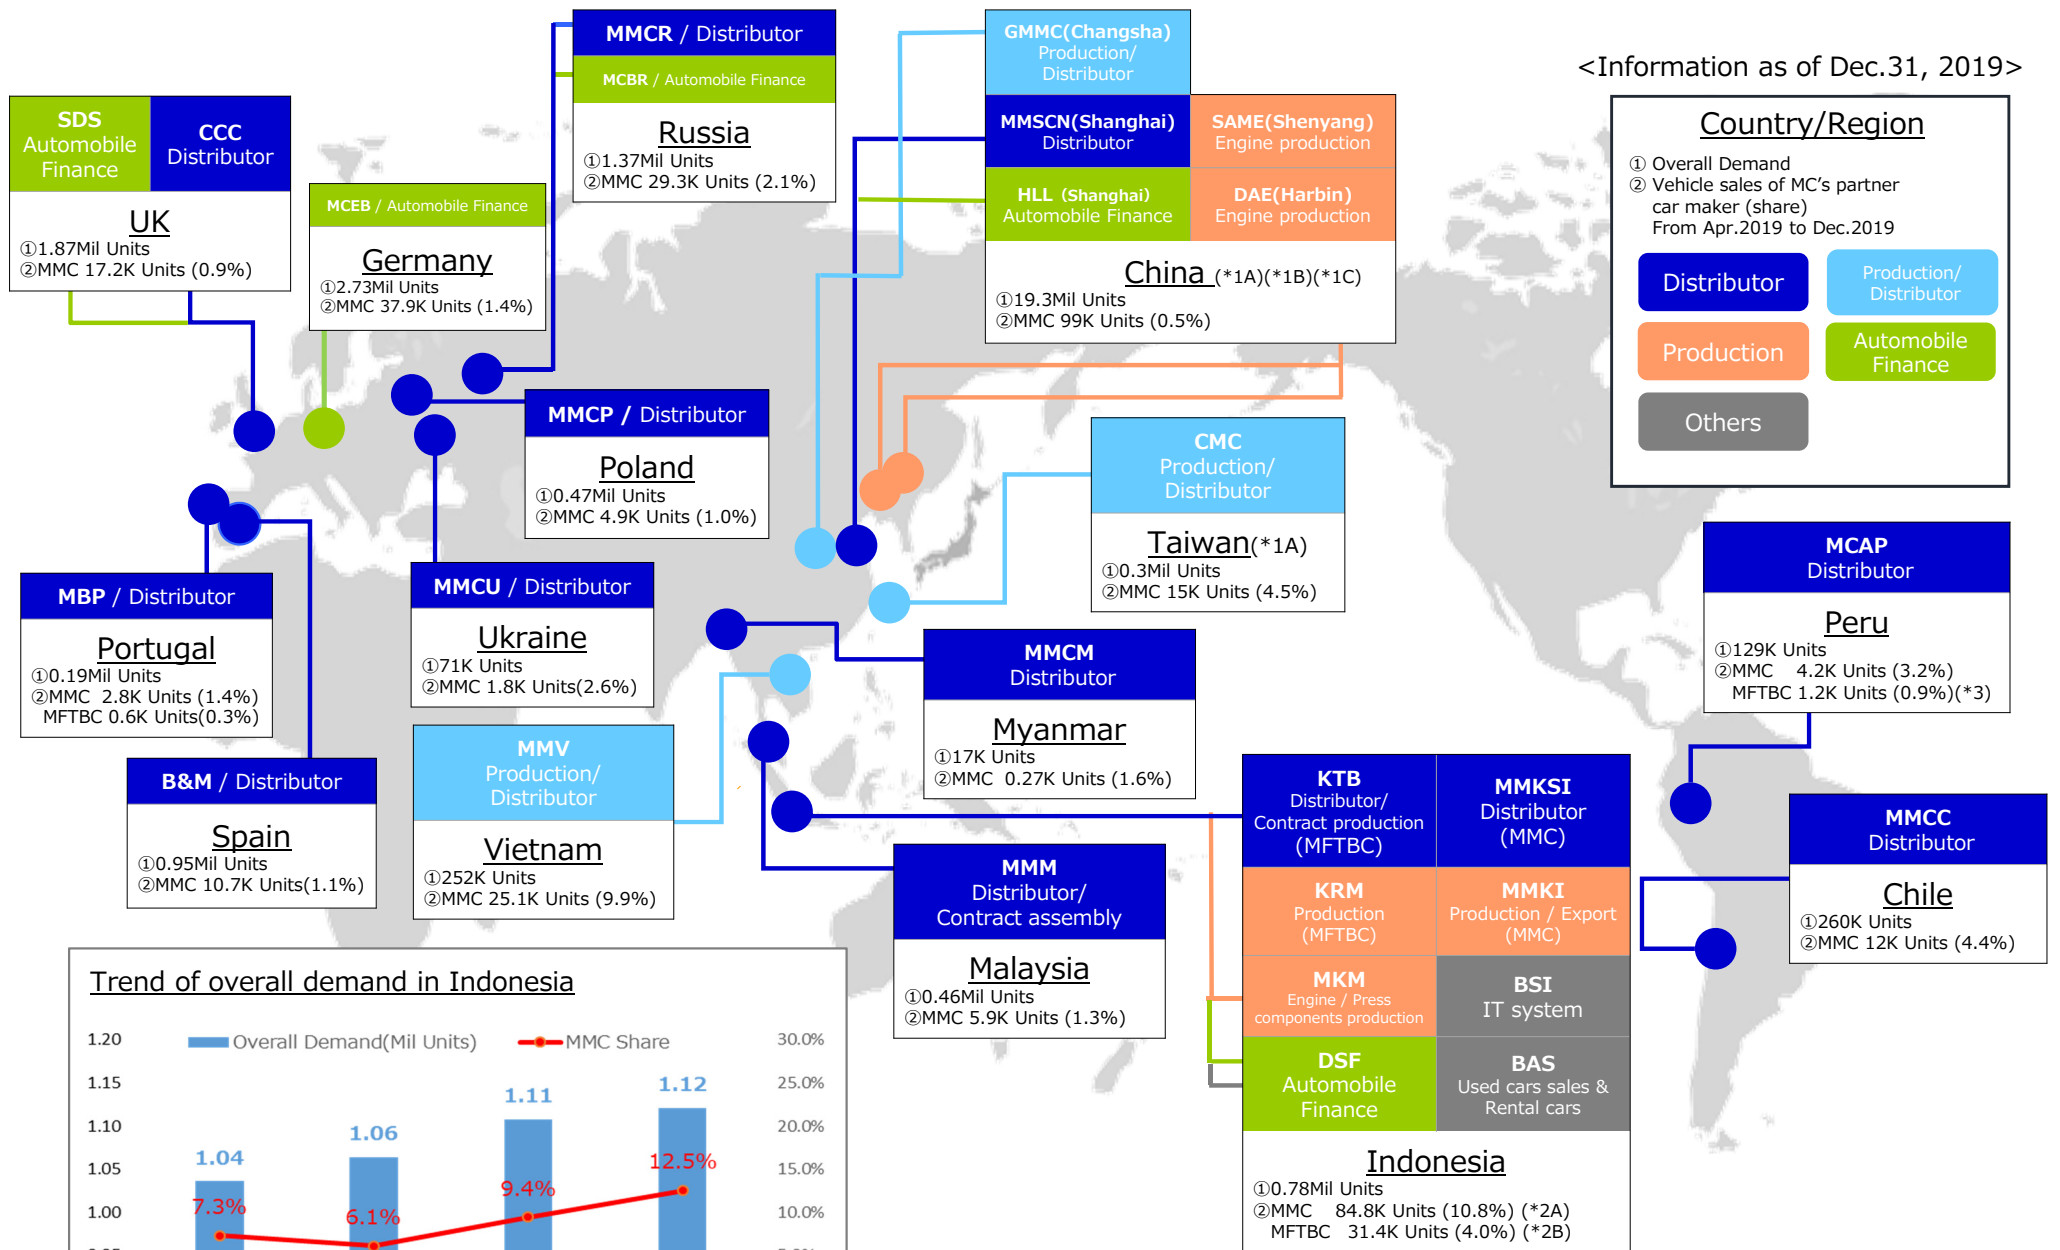 <Information as of Dec.31, 2019>
Country/Region
① Overall Demand
② Vehicle sales of MC's partner
car maker (share)
From Apr.2019 to Dec.2019
Distributor
Production/
Distributor
Production
Automobile
Finance
Others
SDS
Automobile
Finance
CCC
Distributor
UK
①1.87Mil Units
②MMC 17.2K Units (0.9%)
MCEB / Automobile Finance
Germany
①2.73Mil Units
②MMC 37.9K Units (1.4%)
MMCR / Distributor
MCBR / Automobile Finance
Russia
①1.37Mil Units
②MMC 29.3K Units (2.1%)
GMMC(Changsha)
Production/
Distributor
MMSCN(Shanghai)
Distributor
SAME(Shenyang)
Engine production
HLL (Shanghai)
Automobile Finance
DAE(Harbin)
Engine production
China (*1A)(*1B)(*1C)
①19.3Mil Units
②MMC 99K Units (0.5%)
MMCP / Distributor
Poland
①0.47Mil Units
②MMC 4.9K Units (1.0%)
CMC
Production/
Distributor
Taiwan(*1A)
①0.3Mil Units
②MMC 15K Units (4.5%)
MBP / Distributor
Portugal
①0.19Mil Units
②MMC 2.8K Units (1.4%)
MFTBC 0.6K Units(0.3%)
MMCU / Distributor
Ukraine
①71K Units
②MMC 1.8K Units(2.6%)
MMCM
Distributor
Myanmar
①17K Units
②MMC 0.27K Units (1.6%)
MCAP
Distributor
Peru
①129K Units
②MMC 4.2K Units (3.2%)
MFTBC 1.2K Units (0.9%)(*3)
B&M / Distributor
Spain
①0.95Mil Units
②MMC 10.7K Units(1.1%)
MMV
Production/
Distributor
Vietnam
①252K Units
②MMC 25.1K Units (9.9%)
MMM
Distributor/
Contract assembly
Malaysia
①0.46Mil Units
②MMC 5.9K Units (1.3%)
KTB
Distributor/
Contract production
(MFTBC)
MMKSI
Distributor
(MMC)
KRM
Production
(MFTBC)
MMKI
Production / Export
(MMC)
MKM
Engine / Press
components production
BSI
IT system
DSF
Automobile
Finance
BAS
Used cars sales &
Rental cars
Indonesia
①0.78Mil Units
②MMC 84.8K Units (10.8%) (*2A)
MFTBC 31.4K Units (4.0%) (*2B)
MMCC
Distributor
Chile
①260K Units
②MMC 12K Units (4.4%)
Trend of overall demand in Indonesia
Overall Demand(Mil Units)
MMC Share
1.20
1.15
1.10
1.05
1.00
30.0%
25.0%
20.0%
15.0%
10.0%
1.04
1.06
1.11
1.12
7.3%
6.1%
9.4%
12.5%